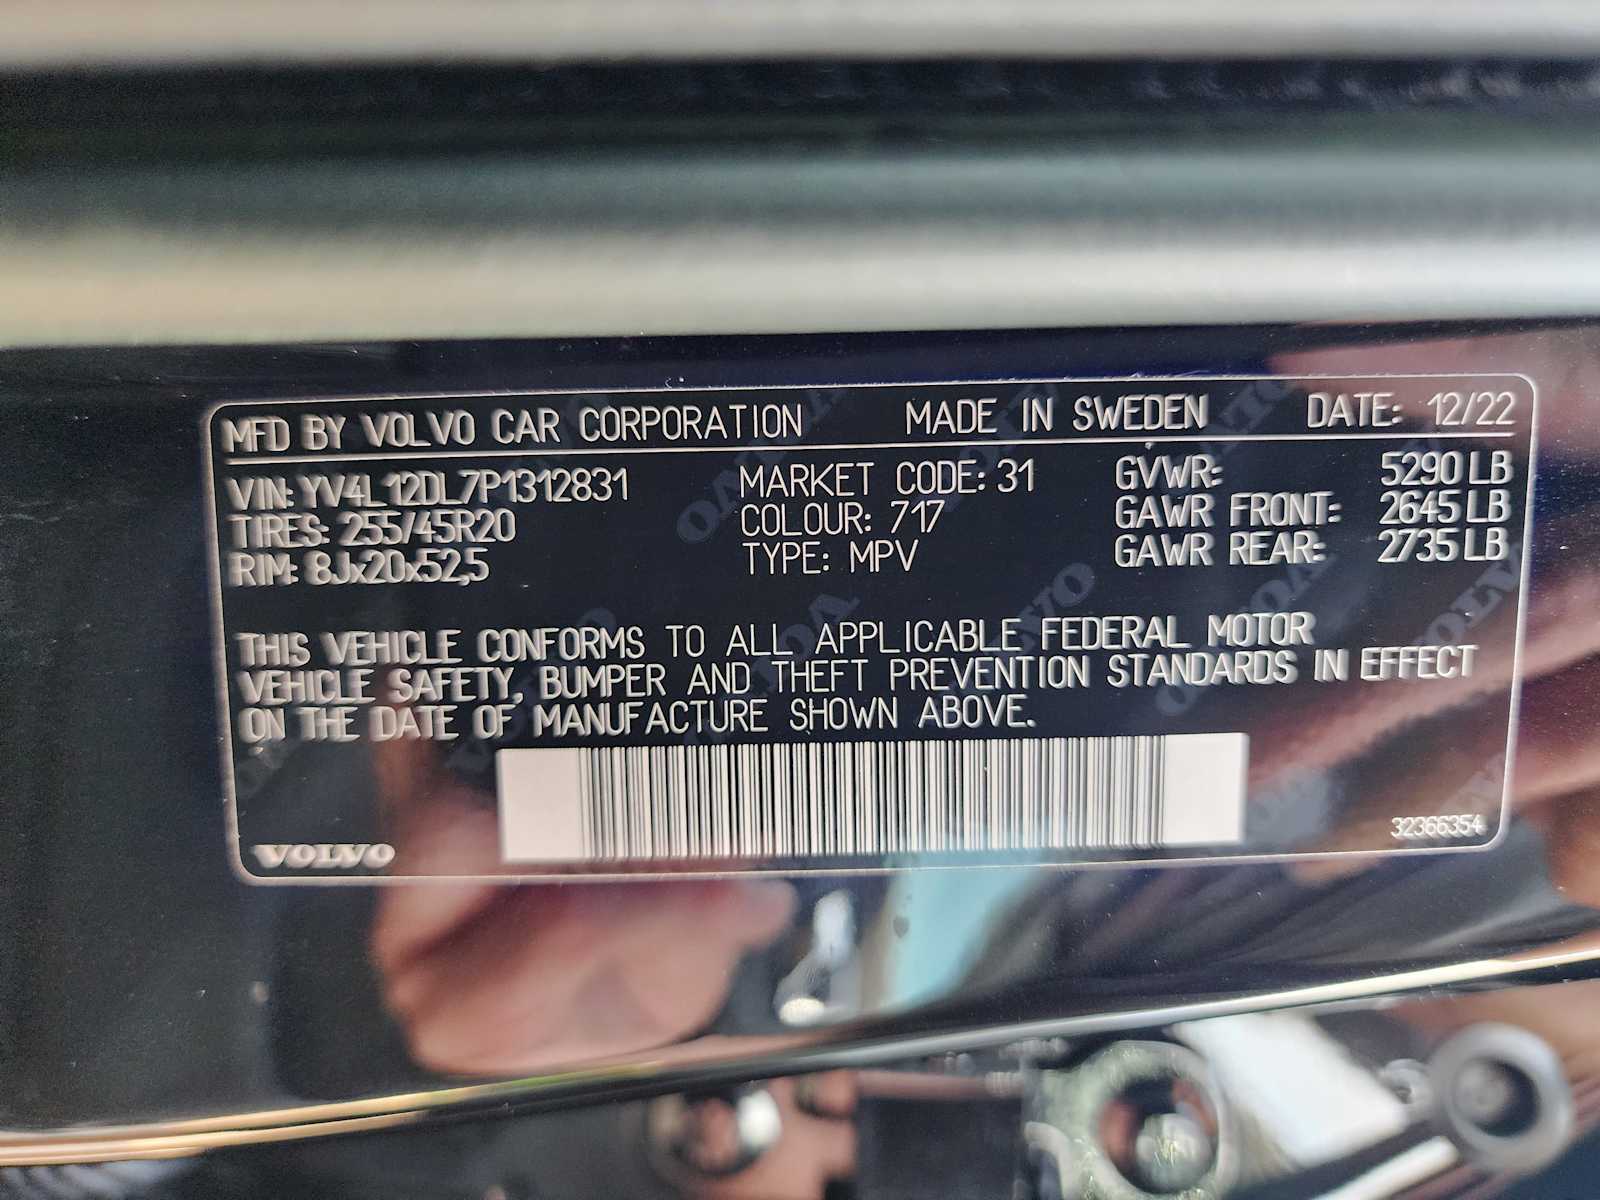 MFD BY VOLVO CAR CORPORATION MADE IN SWEDEN DATE: 12/22
VIN: YV4L12DL7P1312831 MARKET CODE: 31 GVWR: 5290 LB
TIRES: 255/45R20 COLOUR: 717 GAWR FRONT: 2645 LB
RIM: 8Jx20x52,5 TYPE: MPV GAWR REAR: 2735 LB
THIS VEHICLE CONFORMS TO ALL APPLICABLE FEDERAL MOTOR
VEHICLE SAFETY, BUMPER AND THEFT PREVENTION STANDARDS IN EFFECT
ON THE DATE OF MANUFACTURE SHOWN ABOVE.
32366354
VOLVO